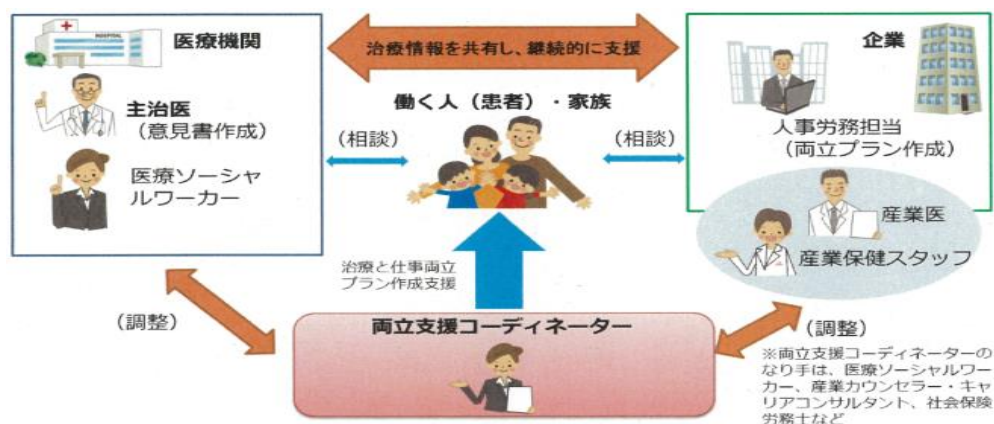 HOSPITAL
医療機関
主治医
（意見書作成）
医療ソーシャ
ルワーカー
治療情報を共有し、継続的に支援
働く人（患者）・家族
（相談）
（相談）
企業
人事労務担当
（両立プラン作成）
産業医
産業保健スタッフ
治療と仕事両立
プラン作成支援
（調整）
両立支援コーディネーター
（調整）
※両立支援コーディネーターの
なり手は、医療ソーシャルワー
カー、産業カウンセラー・キャ
リアコンサルタント、社会保険
労務士など